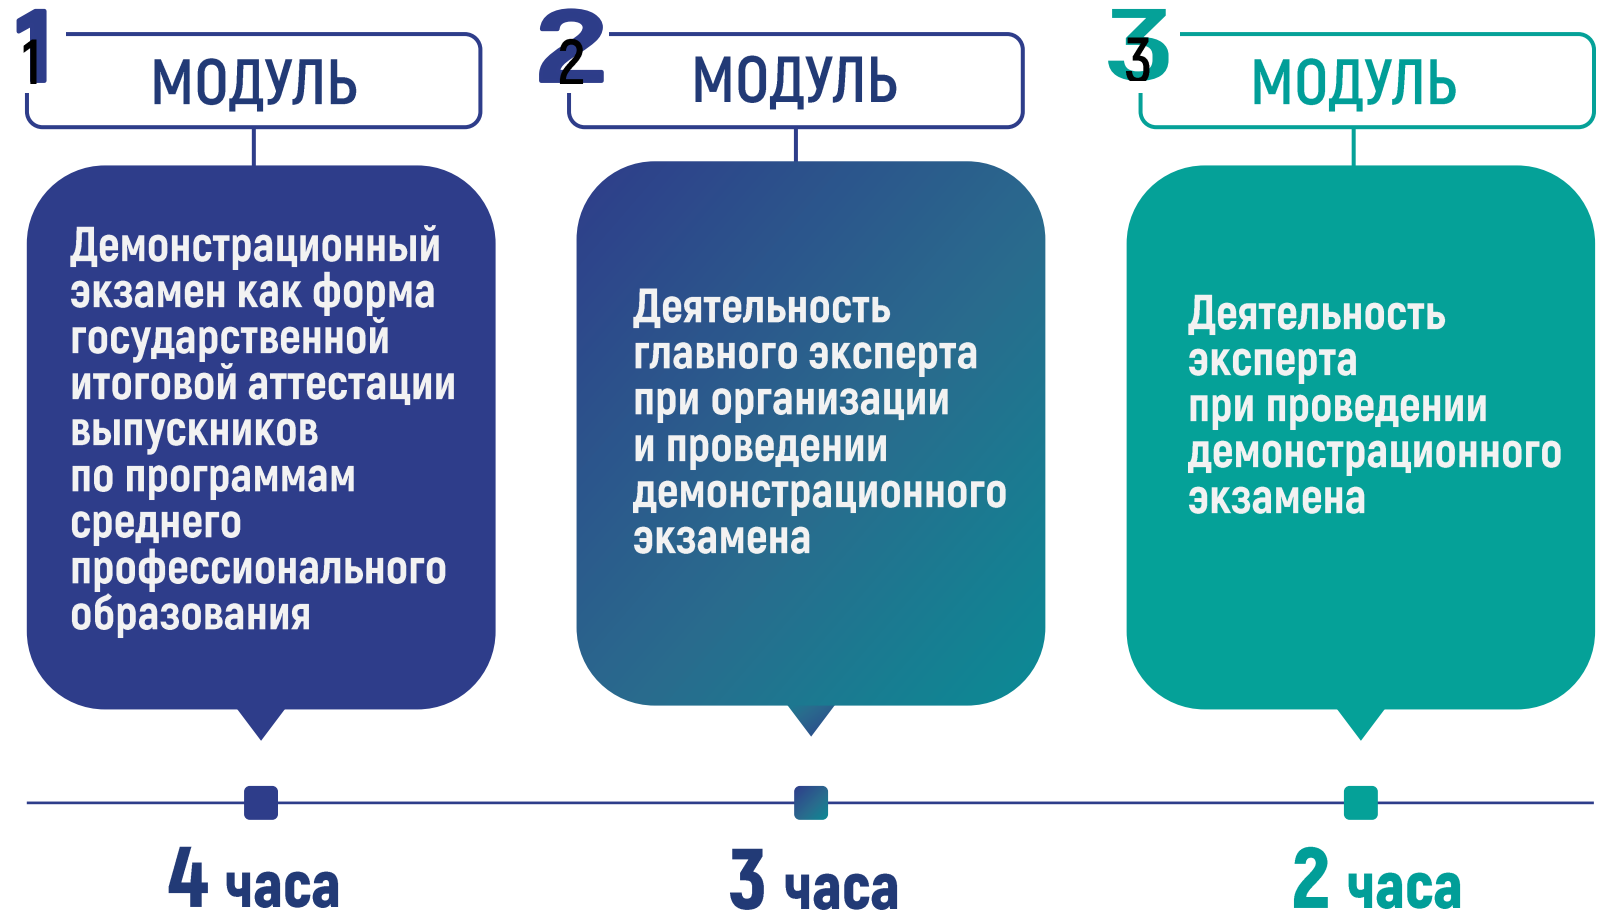 1
1
МОДУЛЬ
Демонстрационный
экзамен как форма
государственной
итоговой аттестации
выпускников
по программам
среднего
профессионального
образования
4 часа
2
2
МОДУЛЬ
Деятельность
главного эксперта
при организации
и проведении
демонстрационного
экзамена
3 часа
3
3
МОДУЛЬ
Деятельность
эксперта
при проведении
демонстрационного
экзамена
2 часа